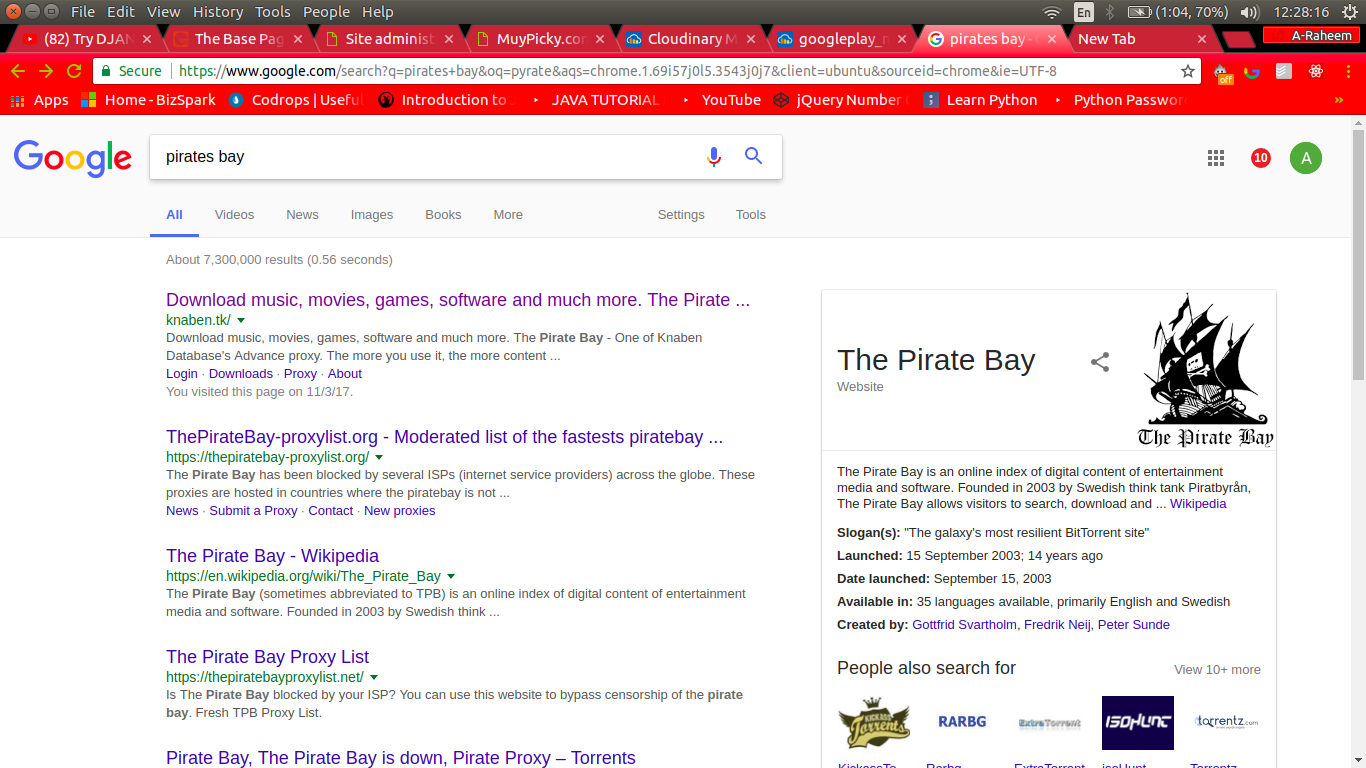 File Edit View History Tools People Help
En (1:04, 70%) 12:28:16
(82) Try DJAN
The Base Pag
Site administ
MuyPicky.co
Cloudinary M
googleplay_
pirates bay -
New Tab
A-Raheem
Secure https://www.google.com/search?q=pirates+bay&oq=pyrate&aqs=chrome.1.69i57j0l5.3543j0j7&client=ubuntu&sourceid=chrome&ie=UTF-8
off
Apps Home - BizSpark Codrops | Useful Introduction to JAVA TUTORIAL YouTube jQuery Number Learn Python Python Passwor »
Google
pirates bay
10
A
All Videos News Images Books More Settings Tools
About 7,300,000 results (0.56 seconds)
Download music, movies, games, software and much more. The Pirate ...
knaben.tk/
Download music, movies, games, software and much more. The Pirate Bay - One of Knaben
Database's Advance proxy. The more you use it, the more content ...
Login · Downloads · Proxy · About
You visited this page on 11/3/17.
ThePirateBay-proxylist.org - Moderated list of the fastests piratebay ...
https://thepiratebay-proxylist.org/
The Pirate Bay has been blocked by several ISPs (internet service providers) across the globe. These
proxies are hosted in countries where the piratebay is not ...
News · Submit a Proxy · Contact · New proxies
The Pirate Bay - Wikipedia
https://en.wikipedia.org/wiki/The_Pirate_Bay
The Pirate Bay (sometimes abbreviated to TPB) is an online index of digital content of entertainment
media and software. Founded in 2003 by Swedish think ...
The Pirate Bay Proxy List
https://thepiratebayproxylist.net/
Is The Pirate Bay blocked by your ISP? You can use this website to bypass censorship of the pirate
bay. Fresh TPB Proxy List.
Pirate Bay, The Pirate Bay is down, Pirate Proxy – Torrents
The Pirate Bay
Website
The Pirate Bay
The Pirate Bay is an online index of digital content of entertainment
media and software. Founded in 2003 by Swedish think tank Piratbyrån,
The Pirate Bay allows visitors to search, download and ... Wikipedia
Slogan(s): "The galaxy's most resilient BitTorrent site"
Launched: 15 September 2003; 14 years ago
Date launched: September 15, 2003
Available in: 35 languages available, primarily English and Swedish
Created by: Gottfrid Svartholm, Fredrik Neij, Peter Sunde
People also search for View 10+ more
KICKASS Torrents RARBG ExtraTorrent ISOHUNT torrentz.com
KickassTo... Rarbg ExtraTorrent isoHunt Torrentz